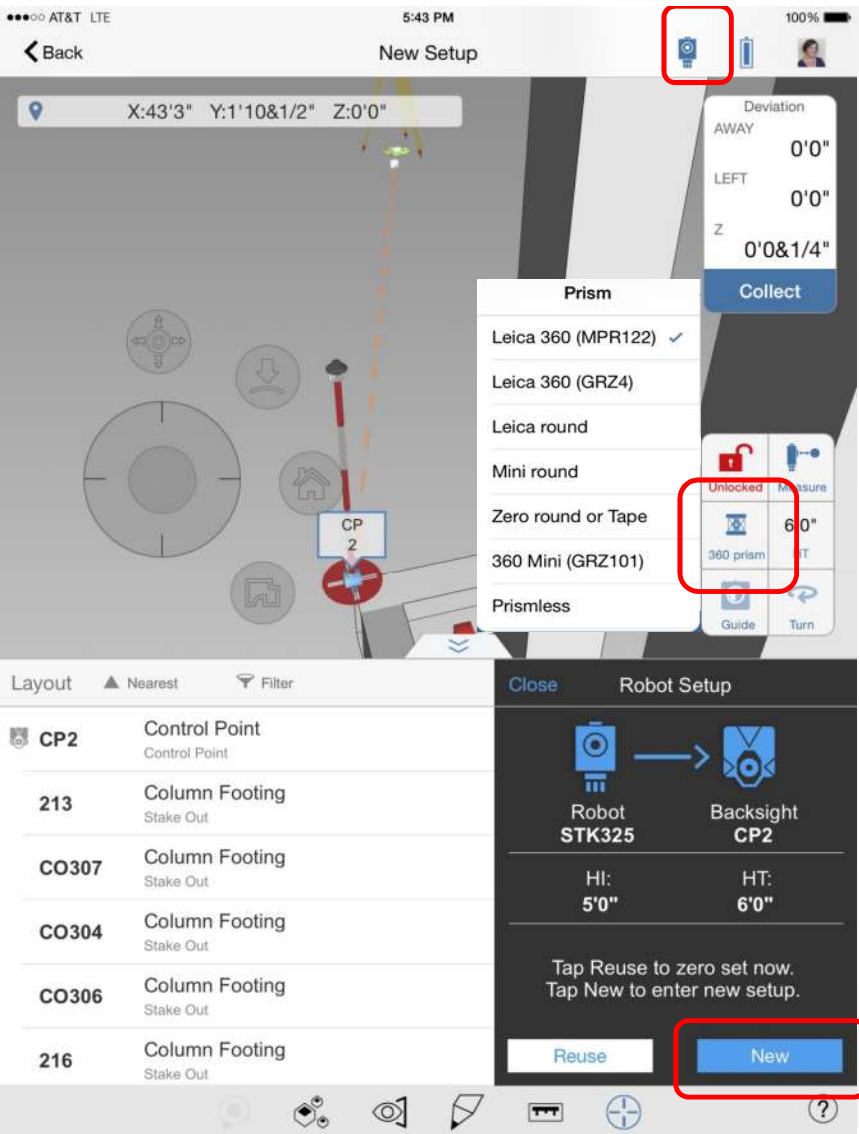 AT&T LTE 5:43 PM 100%
Back New Setup
X:43'3" Y:1'10&1/2" Z:0'0"
Deviation
AWAY
0'0"
LEFT
0'0"
Z
0'0&1/4"
Collect
Prism
Leica 360 (MPR122)
Leica 360 (GRZ4)
Leica round
Mini round
Zero round or Tape
360 Mini (GRZ101)
Prismless
Unlocked Measure
6'0"
360 prism HT
Guide Turn
CP
2
Layout Nearest Filter
CP2 Control Point
Control Point
213 Column Footing
Stake Out
CO307 Column Footing
Stake Out
CO304 Column Footing
Stake Out
CO306 Column Footing
Stake Out
216 Column Footing
Stake Out
Close Robot Setup
Robot Backsight
STK325 CP2
HI: HT:
5'0" 6'0"
Tap Reuse to zero set now.
Tap New to enter new setup.
Reuse New
?